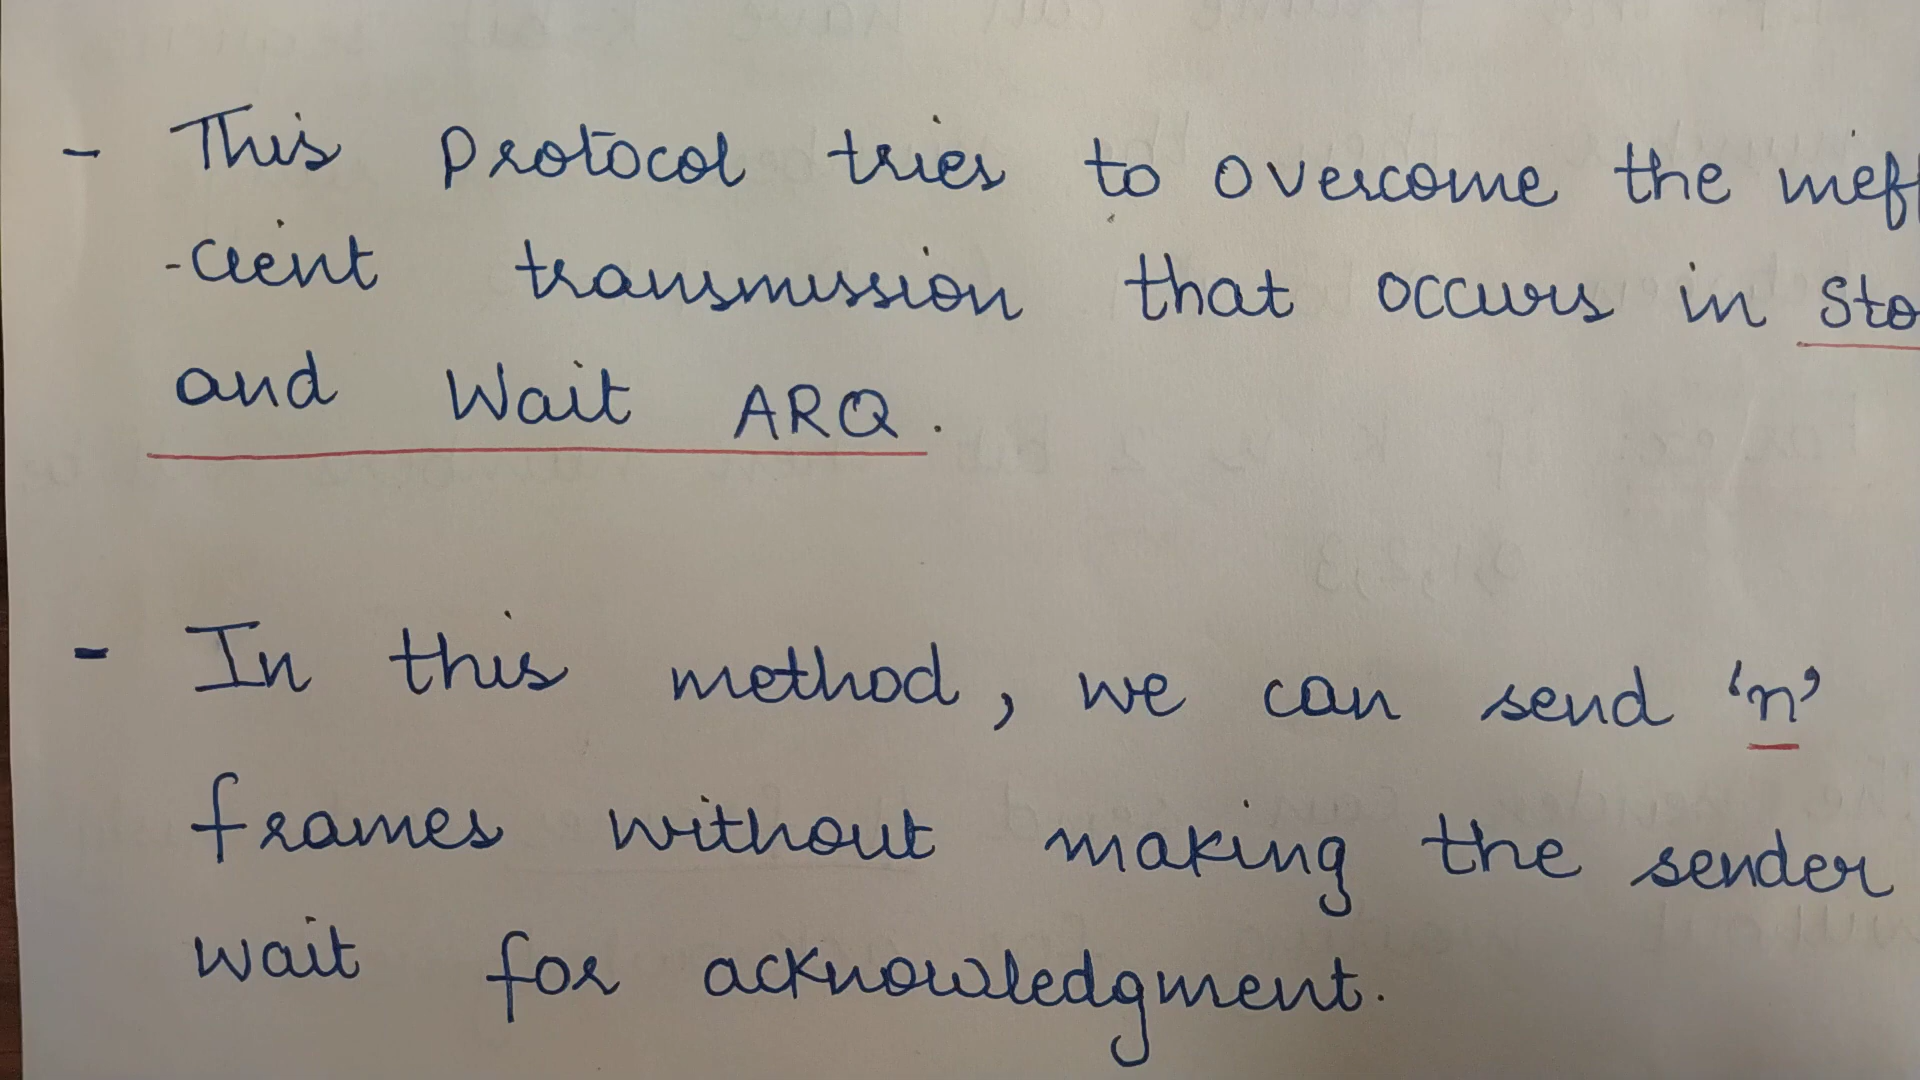 - This Protocol tries to overcome the ineff
-cient transmission that occurs in Sto
and Wait ARQ.
- In this method, we can send 'n'
frames without making the sender
wait for acknowledgment.